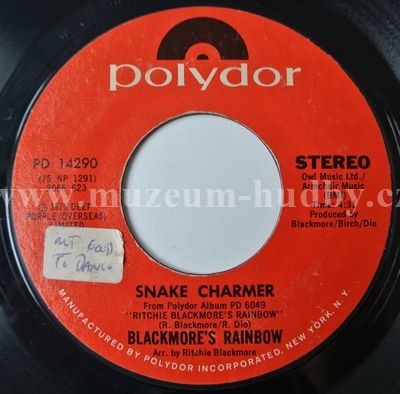 polydor
PD 14290
(75 NP 1291)
2066 623
℗ 1975 DEEP
PURPLE (OVERSEAS)
LIMITED
STEREO
Owl Music Ltd./
Armchair Music
(BMI)
Time: 4:31
Produced by
Blackmore/Birch/Dio
www.muzeum-hudby.cz
NOT GOOD
TO DANCE
SNAKE CHARMER
From Polydor Album PD 6049
"RITCHIE BLACKMORE'S RAINBOW"
(R. Blackmore/R. Dio)
BLACKMORE'S RAINBOW
Arr. by Ritchie Blackmore
MANUFACTURED BY POLYDOR INCORPORATED, NEW YORK, N.Y.